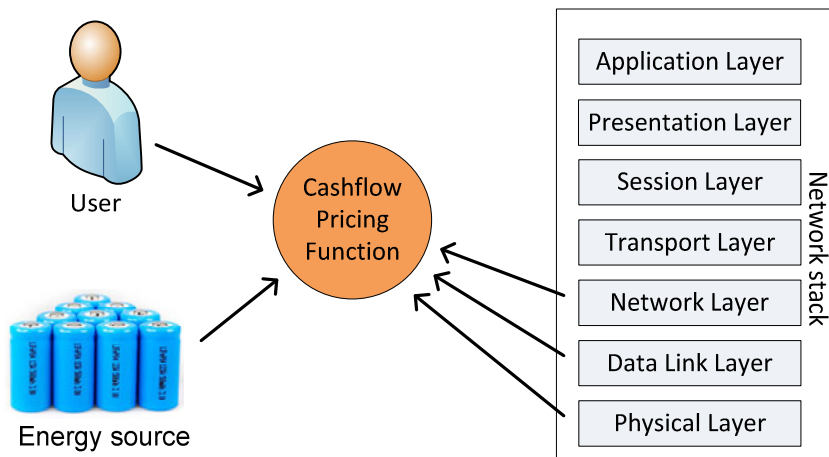 User
Energy source
Cashflow
Pricing
Function
Application Layer
Presentation Layer
Session Layer
Transport Layer
Network Layer
Data Link Layer
Physical Layer
Network stack